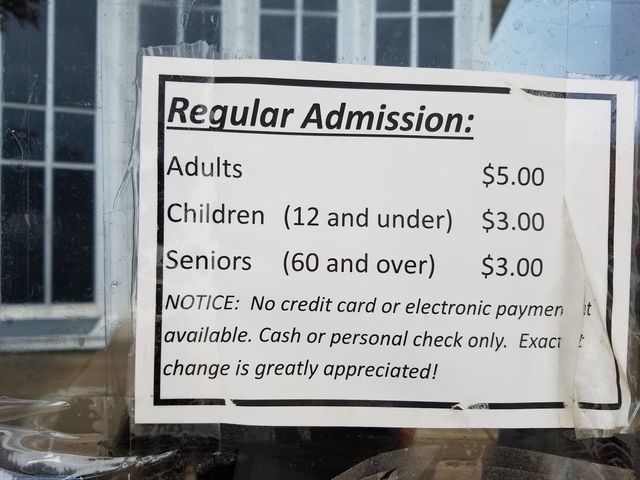 Regular Admission:
Adults $5.00
Children (12 and under) $3.00
Seniors (60 and over) $3.00
NOTICE: No credit card or electronic payment
available. Cash or personal check only. Exact
change is greatly appreciated!